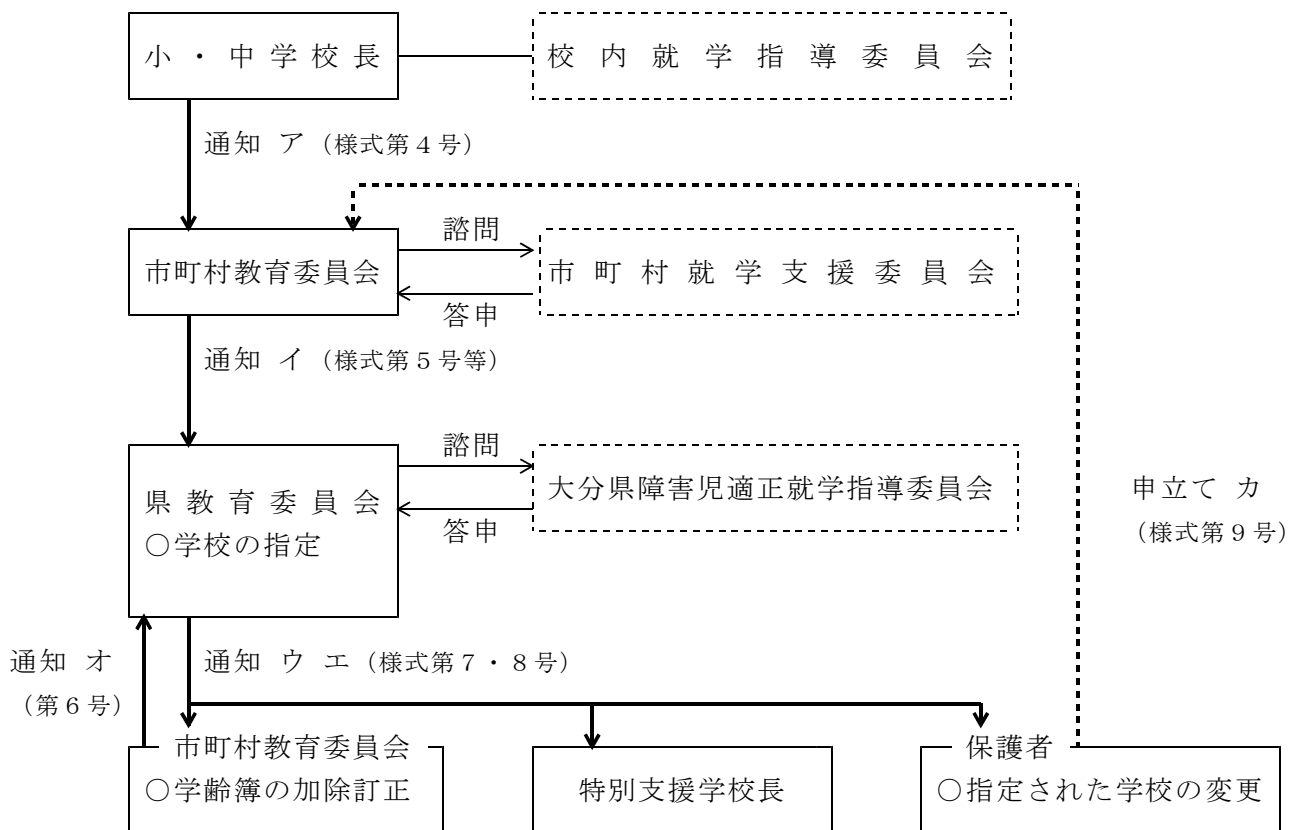 小・中学校長
校内就学指導委員会
通知 ア（様式第４号）
諮問
市町村教育委員会
市町村就学支援委員会
答申
通知 イ（様式第５号等）
諮問
県教育委員会
○学校の指定
大分県障害児適正就学指導委員会
答申
申立て カ
（様式第９号）
通知 オ
（第６号）
通知 ウ エ（様式第７・８号）
市町村教育委員会
○学齢簿の加除訂正
特別支援学校長
保護者
○指定された学校の変更